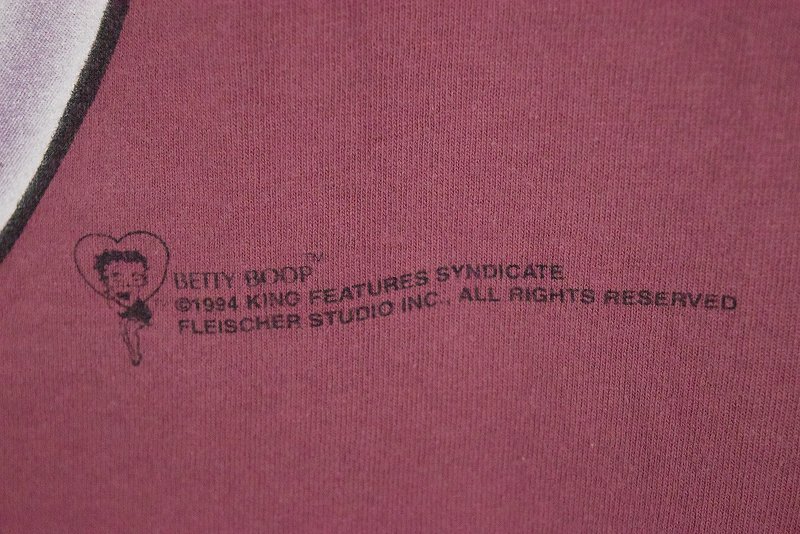 BETTY BOOP™
©1994 KING FEATURES SYNDICATE
FLEISCHER STUDIO INC., ALL RIGHTS RESERVED